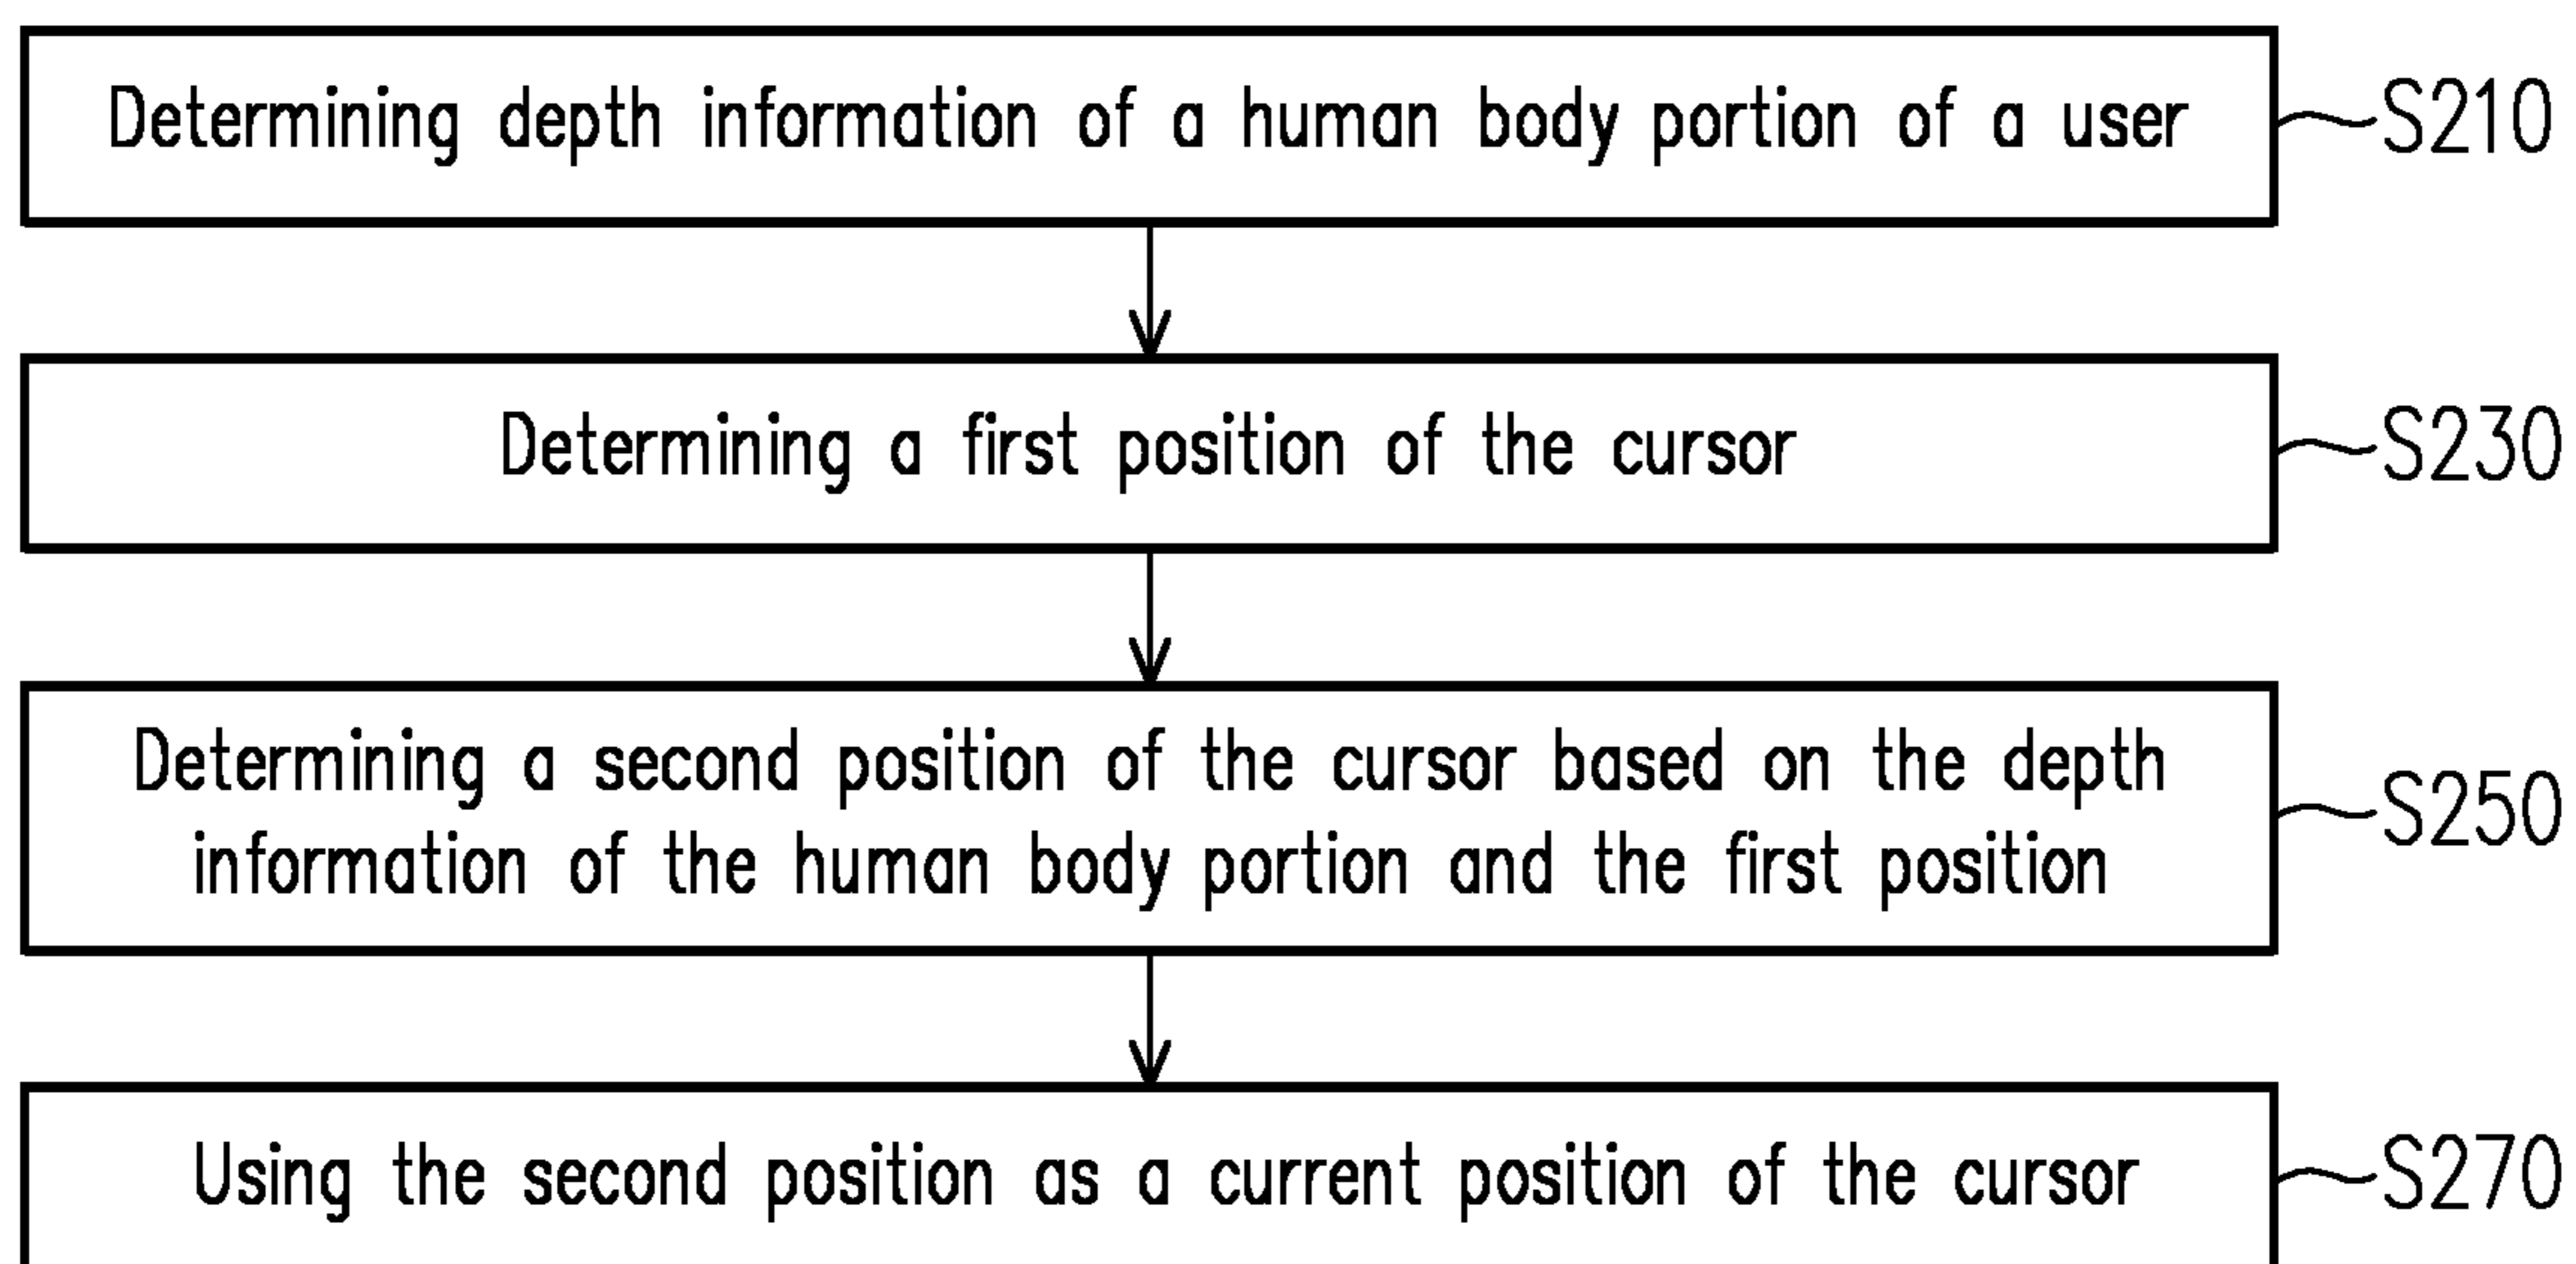 Determining depth information of a human body portion of a user
S210
Determining a first position of the cursor
S230
Determining a second position of the cursor based on the depth
information of the human body portion and the first position
S250
Using the second position as a current position of the cursor
S270